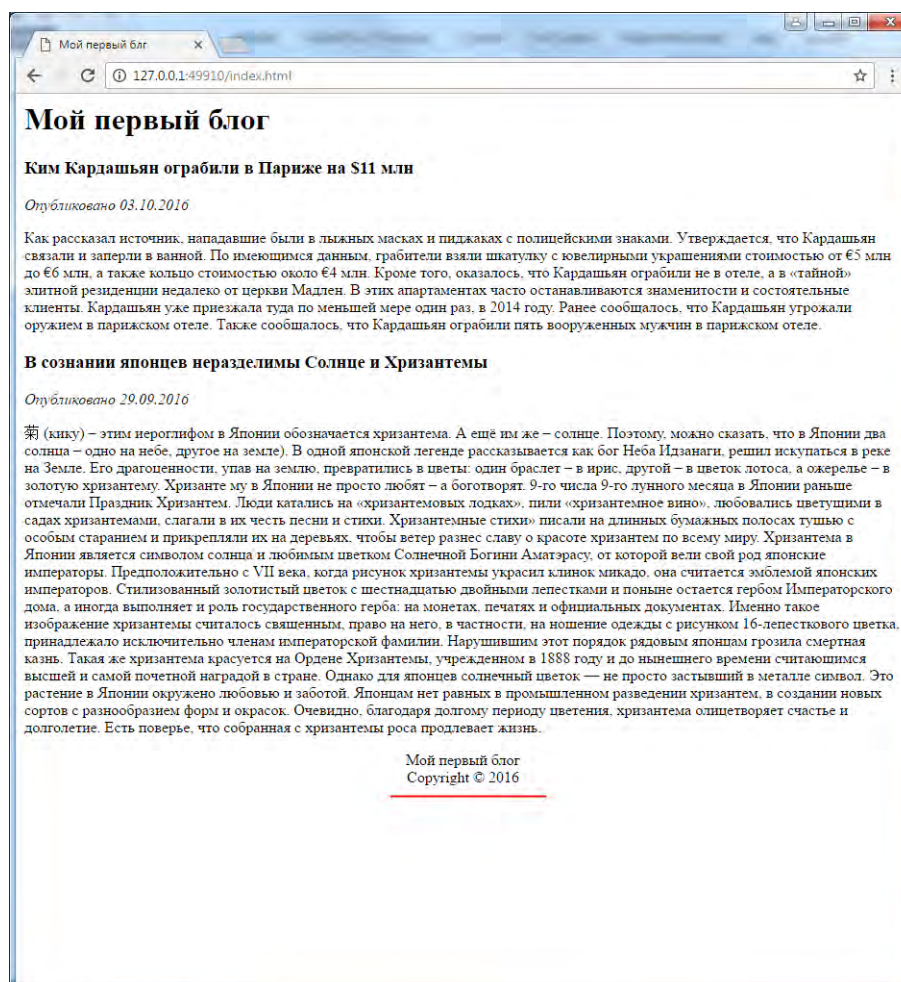 Мой первый блг
127.0.0.1:49910/index.html
Мой первый блог
Ким Кардашьян ограбили в Париже на $11 млн
Опубликовано 03.10.2016
Как рассказал источник, нападавшие были в лыжных масках и пиджаках с полицейскими знаками. Утверждается, что Кардашьян
связали и заперли в ванной. По имеющимся данным, грабители взяли шкатулку с ювелирными украшениями стоимостью от €5 млн
до €6 млн, а также кольцо стоимостью около €4 млн. Кроме того, оказалось, что Кардашьян ограбили не в отеле, а в «тайной»
элитной резиденции недалеко от церкви Мадлен. В этих апартаментах часто останавливаются знаменитости и состоятельные
клиенты. Кардашьян уже приезжала туда по меньшей мере один раз, в 2014 году. Ранее сообщалось, что Кардашьян угрожали
оружием в парижском отеле. Также сообщалось, что Кардашьян ограбили пять вооруженных мужчин в парижском отеле.
В сознании японцев неразделимы Солнце и Хризантемы
Опубликовано 29.09.2016
菊 (кику) – этим иероглифом в Японии обозначается хризантема. А ещё им же – солнце. Поэтому, можно сказать, что в Японии два
солнца – одно на небе, другое на земле). В одной японской легенде рассказывается как бог Неба Идзанаги, решил искупаться в реке
на Земле. Его драгоценности, упав на землю, превратились в цветы: один браслет – в ирис, другой – в цветок лотоса, а ожерелье – в
золотую хризантему. Хризанте му в Японии не просто любят – а боготворят. 9-го числа 9-го лунного месяца в Японии раньше
отмечали Праздник Хризантем. Люди катались на «хризантемовых лодках», пили «хризантемное вино», любовались цветущими в
садах хризантемами, слагали в их честь песни и стихи. Хризантемные стихи» писали на длинных бумажных полосах тушью с
особым старанием и прикрепляли их на деревьях, чтобы ветер разнес славу о красоте хризантем по всему миру. Хризантема в
Японии является символом солнца и любимым цветком Солнечной Богини Аматэрасу, от которой вели свой род японские
императоры. Предположительно с VII века, когда рисунок хризантемы украсил клинок микадо, она считается эмблемой японских
императоров. Стилизованный золотистый цветок с шестнадцатью двойными лепестками и поныне остается гербом Императорского
дома, а иногда выполняет и роль государственного герба: на монетах, печатях и официальных документах. Именно такое
изображение хризантемы считалось священным, право на него, в частности, на ношение одежды с рисунком 16-лепесткового цветка,
принадлежало исключительно членам императорской фамилии. Нарушившим этот порядок рядовым японцам грозила смертная
казнь. Такая же хризантема красуется на Ордене Хризантемы, учрежденном в 1888 году и до нынешнего времени считающимся
высшей и самой почетной наградой в стране. Однако для японцев солнечный цветок — не просто застывший в металле символ. Это
растение в Японии окружено любовью и заботой. Японцам нет равных в промышленном разведении хризантем, в создании новых
сортов с разнообразием форм и окрасок. Очевидно, благодаря долгому периоду цветения, хризантема олицетворяет счастье и
долголетие. Есть поверье, что собранная с хризантемы роса продлевает жизнь.
Мой первый блог
Copyright © 2016